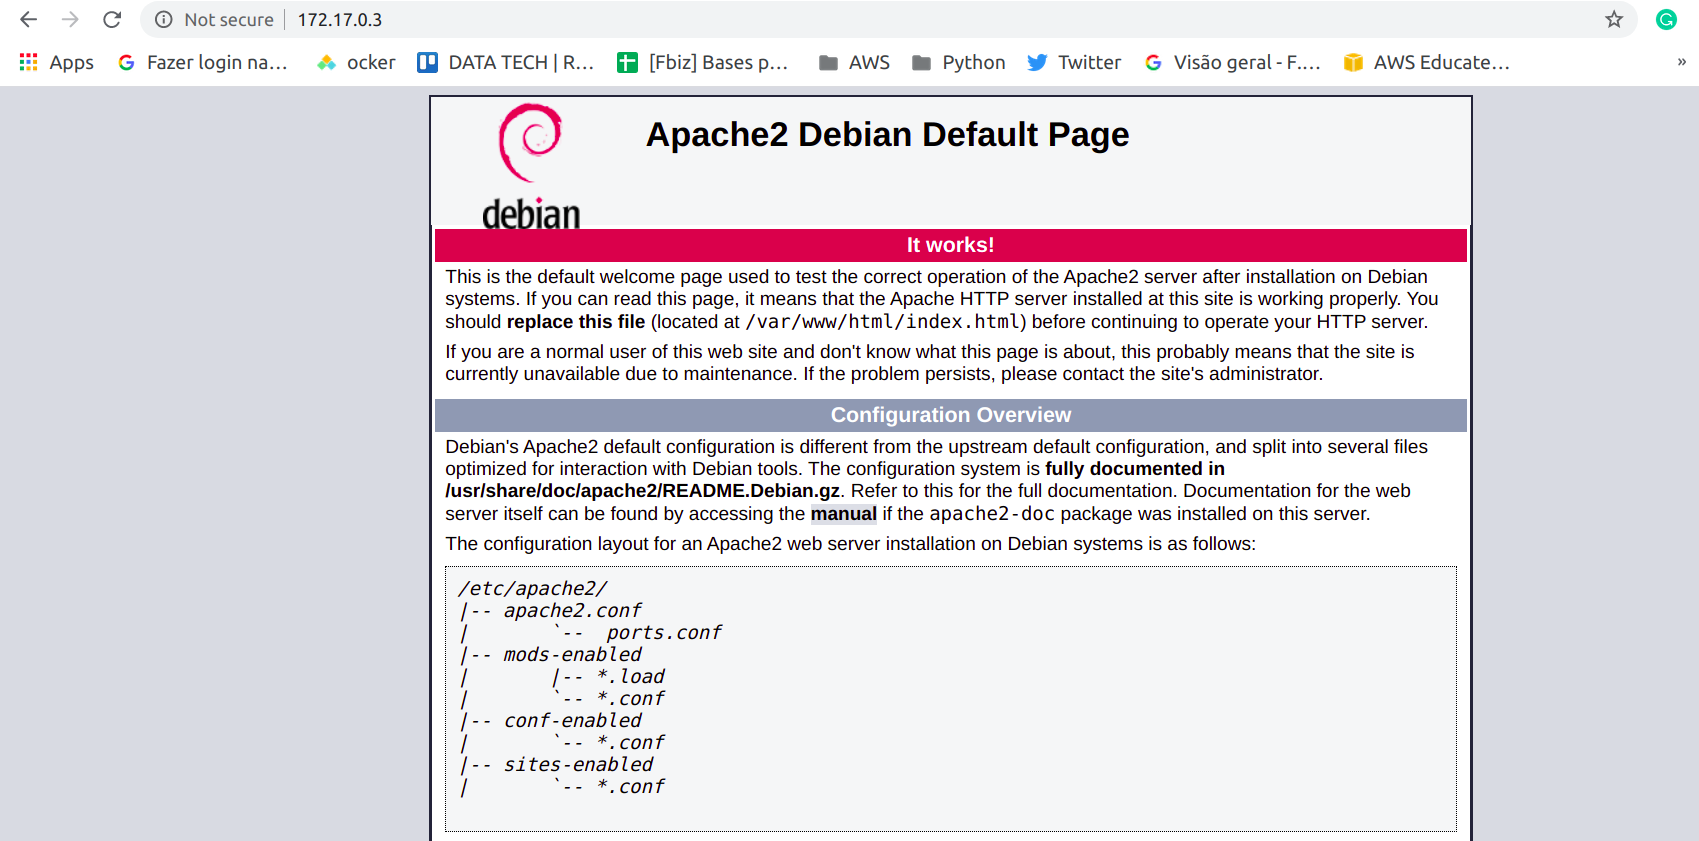 Not secure 172.17.0.3
Apps Fazer login na... ocker DATA TECH | R... [Fbiz] Bases p... AWS Python Twitter Visão geral - F.... AWS Educate... »
Apache2 Debian Default Page
debian
It works!
This is the default welcome page used to test the correct operation of the Apache2 server after installation on Debian
systems. If you can read this page, it means that the Apache HTTP server installed at this site is working properly. You
should replace this file (located at /var/www/html/index.html) before continuing to operate your HTTP server.
If you are a normal user of this web site and don't know what this page is about, this probably means that the site is
currently unavailable due to maintenance. If the problem persists, please contact the site's administrator.
Configuration Overview
Debian's Apache2 default configuration is different from the upstream default configuration, and split into several files
optimized for interaction with Debian tools. The configuration system is fully documented in
/usr/share/doc/apache2/README.Debian.gz. Refer to this for the full documentation. Documentation for the web
server itself can be found by accessing the manual if the apache2-doc package was installed on this server.
The configuration layout for an Apache2 web server installation on Debian systems is as follows:
/etc/apache2/
|-- apache2.conf
|       `--  ports.conf
|-- mods-enabled
|       |-- *.load
|       `-- *.conf
|-- conf-enabled
|       `-- *.conf
|-- sites-enabled
|       `-- *.conf